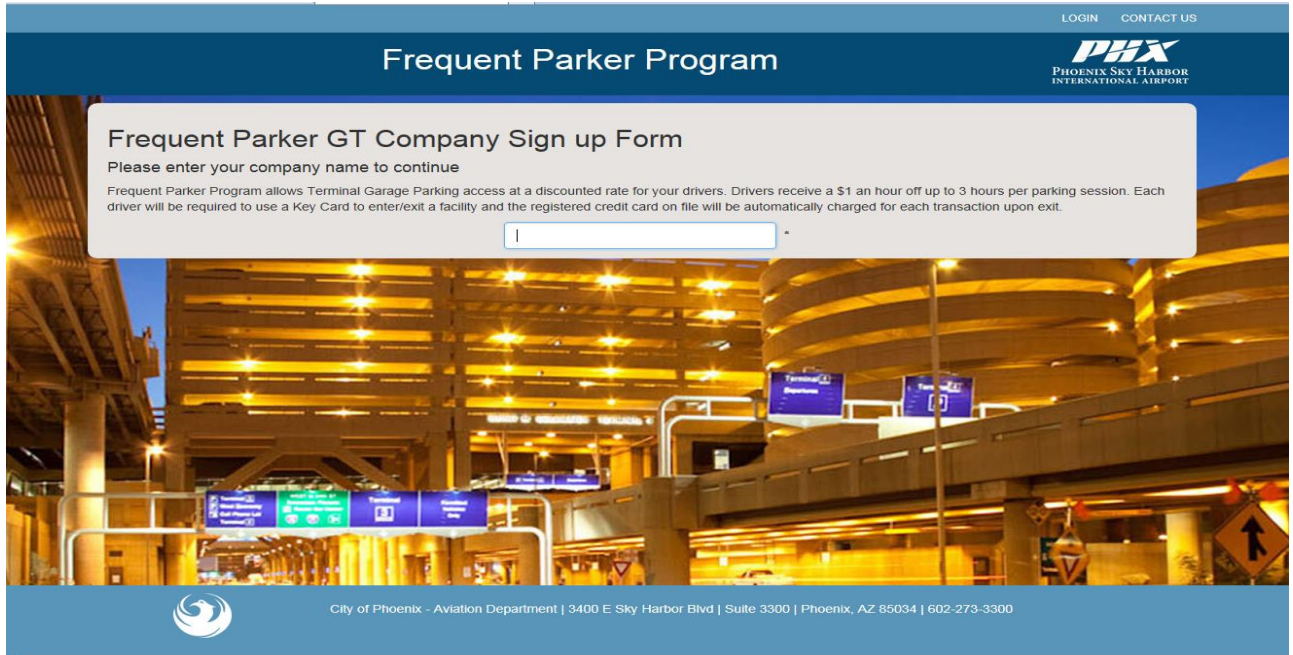 LOGIN CONTACT US
Frequent Parker Program
PHX
PHOENIX SKY HARBOR
INTERNATIONAL AIRPORT
Frequent Parker GT Company Sign up Form
Please enter your company name to continue
Frequent Parker Program allows Terminal Garage Parking access at a discounted rate for your drivers. Drivers receive a $1 an hour off up to 3 hours per parking session. Each
driver will be required to use a Key Card to enter/exit a facility and the registered credit card on file will be automatically charged for each transaction upon exit.
*
Terminal 4
Departures
Terminal 4
Terminal
3
City of Phoenix - Aviation Department | 3400 E Sky Harbor Blvd | Suite 3300 | Phoenix, AZ 85034 | 602-273-3300